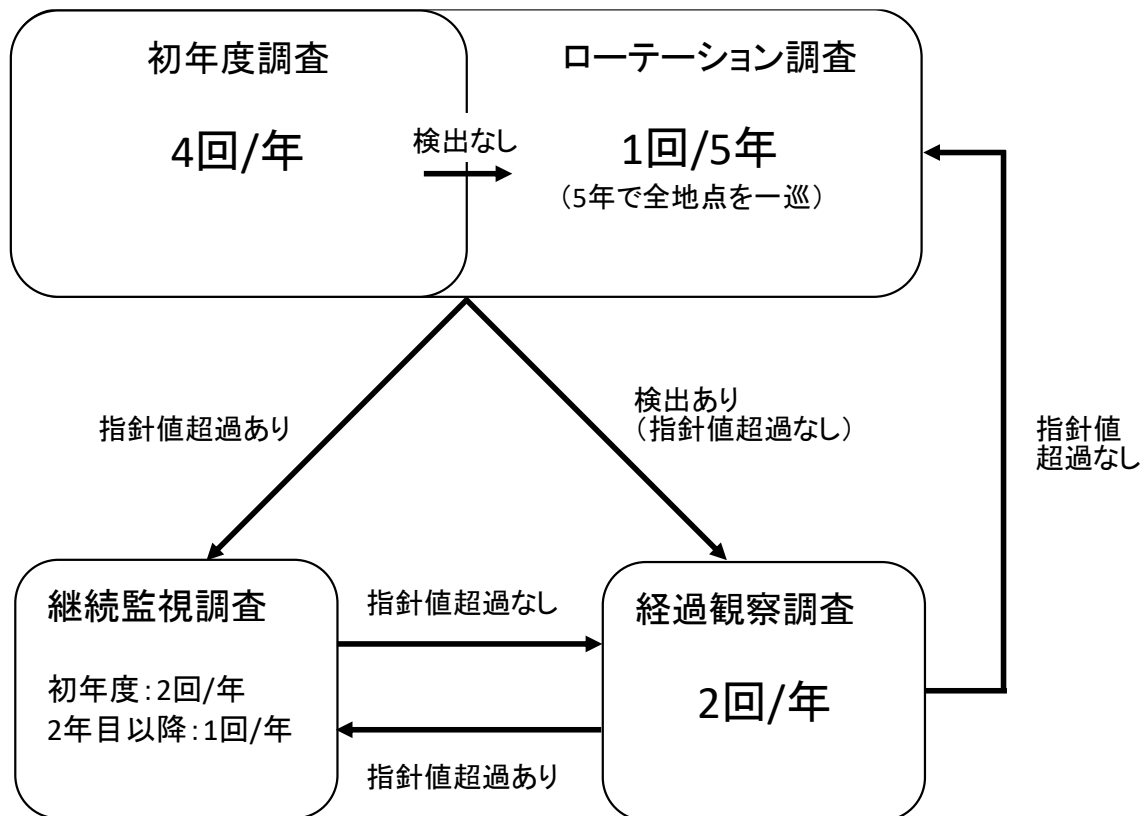 初年度調査
4回/年
検出なし
ローテーション調査
1回/5年
（5年で全地点を一巡）
指針値超過あり
検出あり
（指針値超過なし）
指針値
超過なし
継続監視調査
初年度：2回/年
2年目以降：1回/年
指針値超過なし
指針値超過あり
経過観察調査
2回/年